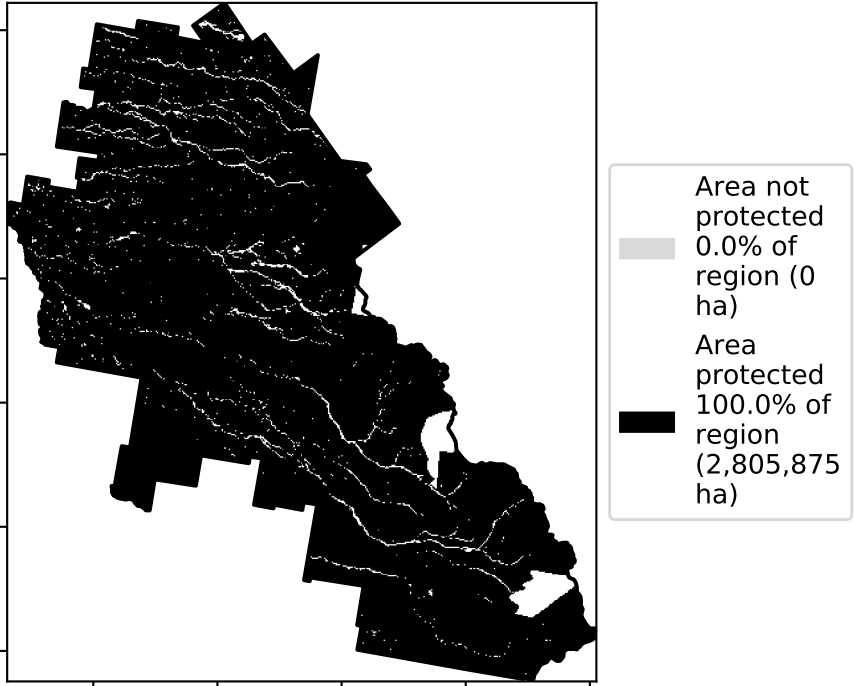 Area not
protected
0.0% of
region (0
ha)
Area
protected
100.0% of
region
(2,805,875
ha)